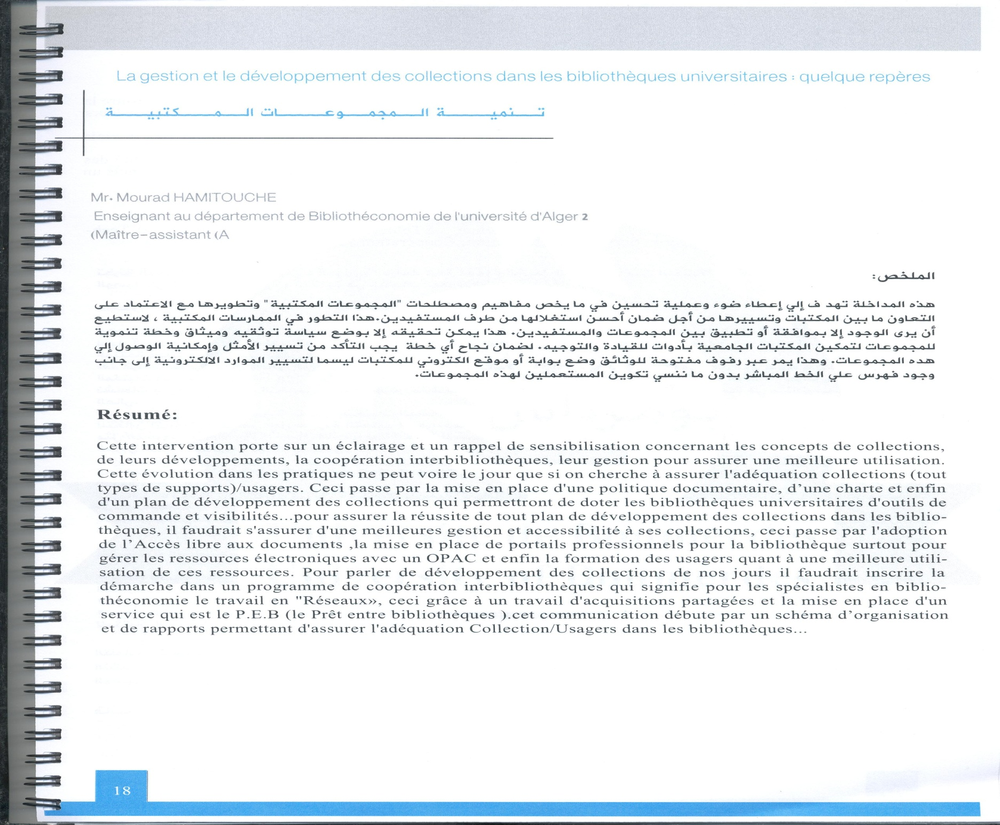 La gestion et le développement des collections dans les bibliothèques universitaires : quelque repères
تنمية المجموعات المكتبية
Mr. Mourad HAMITOUCHE
Enseignant au département de Bibliothéconomie de l'université d'Alger 2
(Maître-assistant (A
الملخص:
هذه المداخلة تهد ف إلي إعطاء ضوء وعملية تحسين في ما يخص مفاهيم ومصطلحات "المجموعات المكتبية" وتطويرها مع الاعتماد على
التعاون ما بين المكتبات وتسييرها من أجل ضمان أحسن استغلالها من طرف المستفيدين.هذا التطور في الممارسات المكتبية ، لاستطيع
أن يرى الوجود إلا بموافقة أو تطبيق بين المجموعات والمستفيدين. هذا يمكن تحقيقه إلا بوضع سياسة توثقيه وميثاق وخطة تنموية
للمجموعات لتمكين المكتبات الجامعية بأدوات للقيادة والتوجيه. لضمان نجاح أي خطة يجب التأكد من تسيير الأمثل وإمكانية الوصول إلي
هده المجموعات. وهذا يمر عبر رفوف مفتوحة للوثائق وضع بوابة أو موقع الكتروني للمكتبات ليسما لتسيير الموارد الالكترونية إلى جانب
وجود فهرس علي الخط المباشر بدون ما ننسي تكوين المستعملين لهذه المجموعات.
Résumé:
Cette intervention porte sur un éclairage et un rappel de sensibilisation concernant les concepts de collections,
de leurs développements, la coopération interbibliothèques, leur gestion pour assurer une meilleure utilisation.
Cette évolution dans les pratiques ne peut voire le jour que si on cherche à assurer l'adéquation collections (tout
types de supports)/usagers. Ceci passe par la mise en place d'une politique documentaire, d’une charte et enfin
d'un plan de développement des collections qui permettront de doter les bibliothèques universitaires d'outils de
commande et visibilités...pour assurer la réussite de tout plan de développement des collections dans les biblio-
thèques, il faudrait s'assurer d'une meilleures gestion et accessibilité à ses collections, ceci passe par l'adoption
de l’Accès libre aux documents ,la mise en place de portails professionnels pour la bibliothèque surtout pour
gérer les ressources électroniques avec un OPAC et enfin la formation des usagers quant à une meilleure utili-
sation de ces ressources. Pour parler de développement des collections de nos jours il faudrait inscrire la
démarche dans un programme de coopération interbibliothèques qui signifie pour les spécialistes en biblio-
théconomie le travail en "Réseaux», ceci grâce à un travail d'acquisitions partagées et la mise en place d'un
service qui est le P.E.B (le Prêt entre bibliothèques ).cet communication débute par un schéma d’organisation
et de rapports permettant d'assurer l'adéquation Collection/Usagers dans les bibliothèques...
18